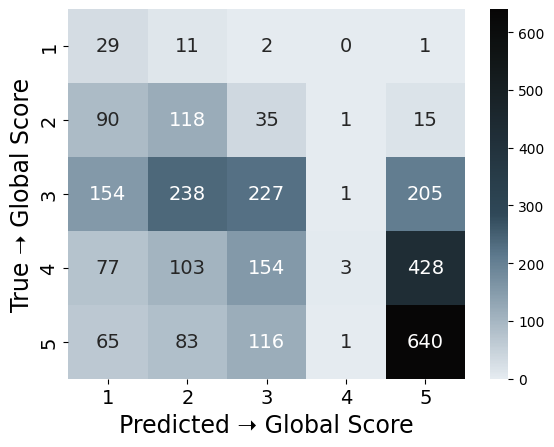 1 29 11 2 0 1
2 90 118 35 1 15
3 154 238 227 1 205
4 77 103 154 3 428
5 65 83 116 1 640
1 2 3 4 5
Predicted → Global Score
True → Global Score
600
500
400
300
200
100
0